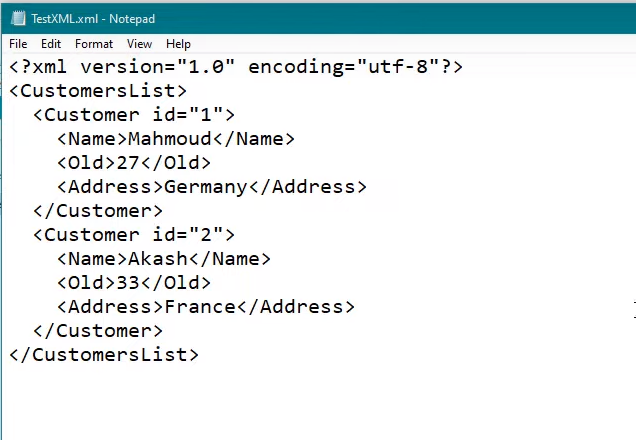 TestXML.xml - Notepad
File Edit Format View Help
<?xml version="1.0" encoding="utf-8"?>
<CustomersList>
  <Customer id="1">
    <Name>Mahmoud</Name>
    <Old>27</Old>
    <Address>Germany</Address>
  </Customer>
  <Customer id="2">
    <Name>Akash</Name>
    <Old>33</Old>
    <Address>France</Address>
  </Customer>
</CustomersList>